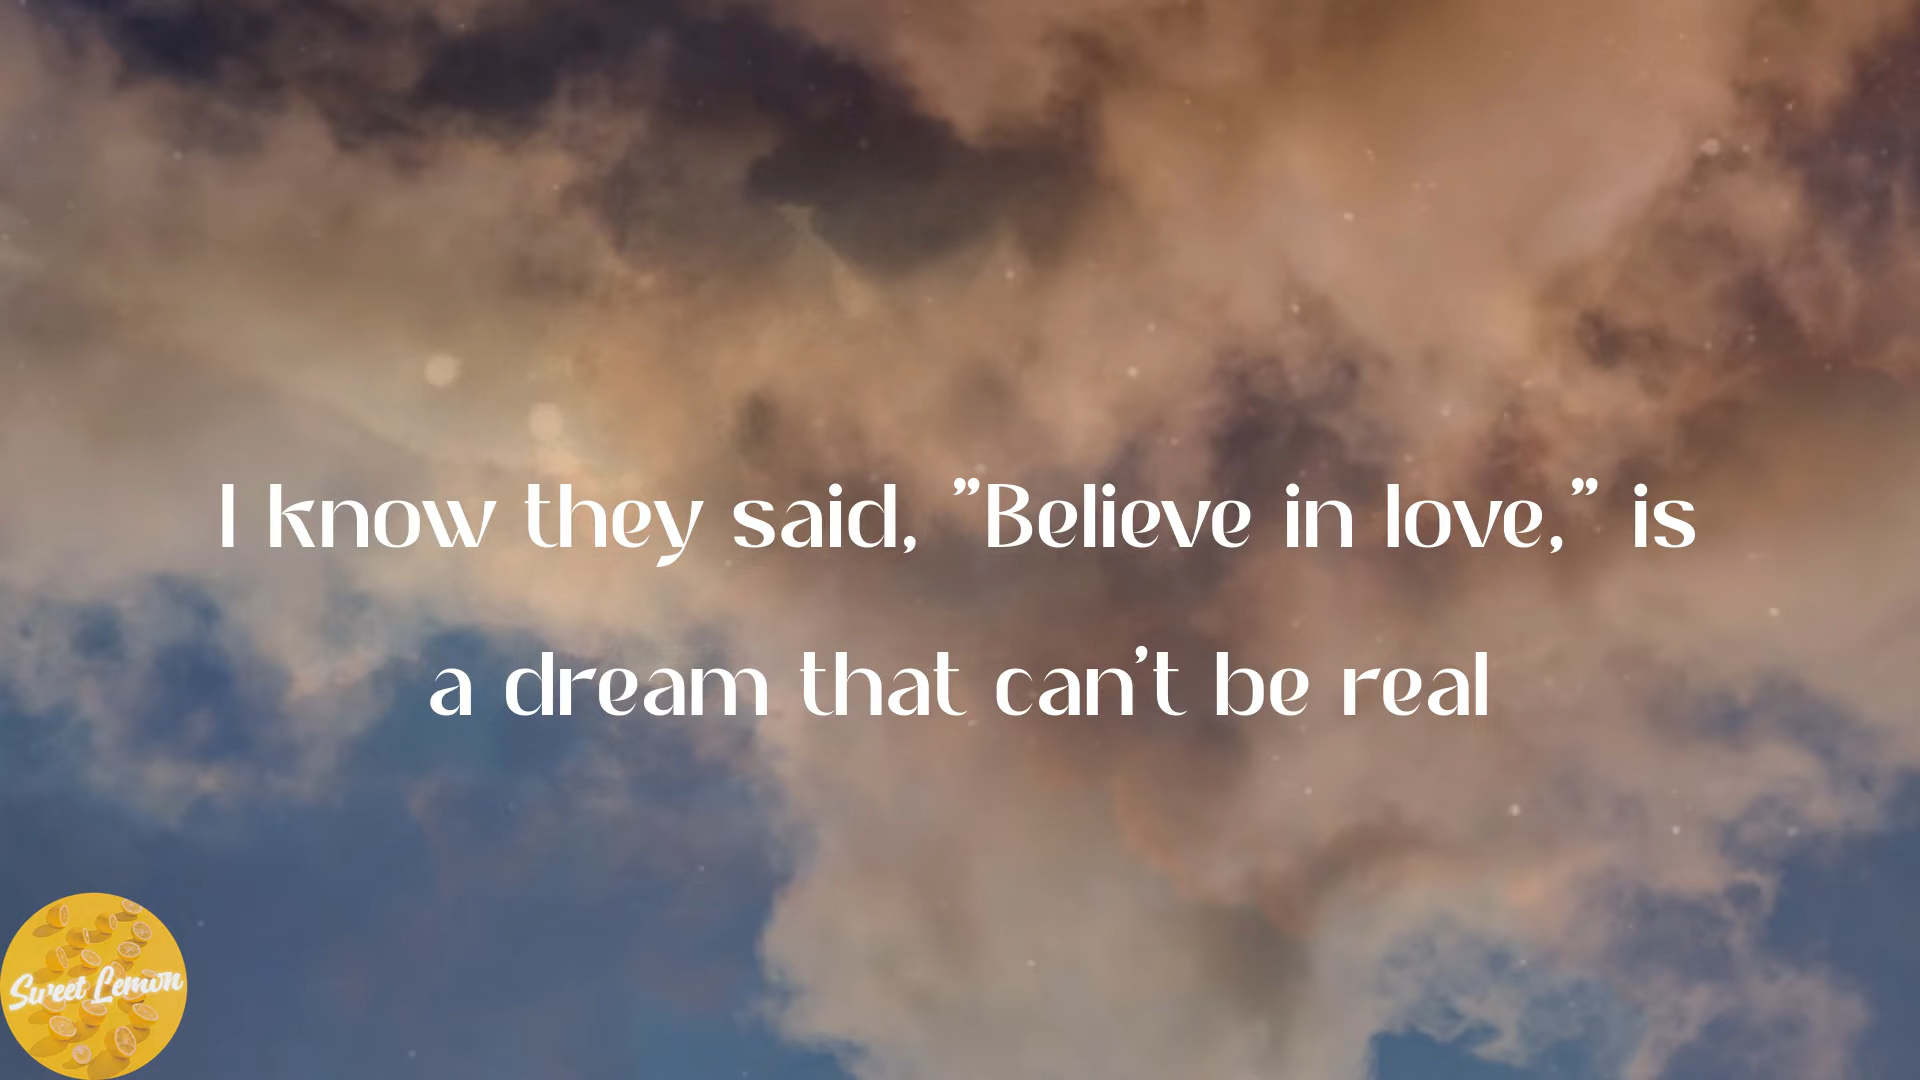 I know they said, ”Believe in love,” is
a dream that can’t be real
Sweet Lemon